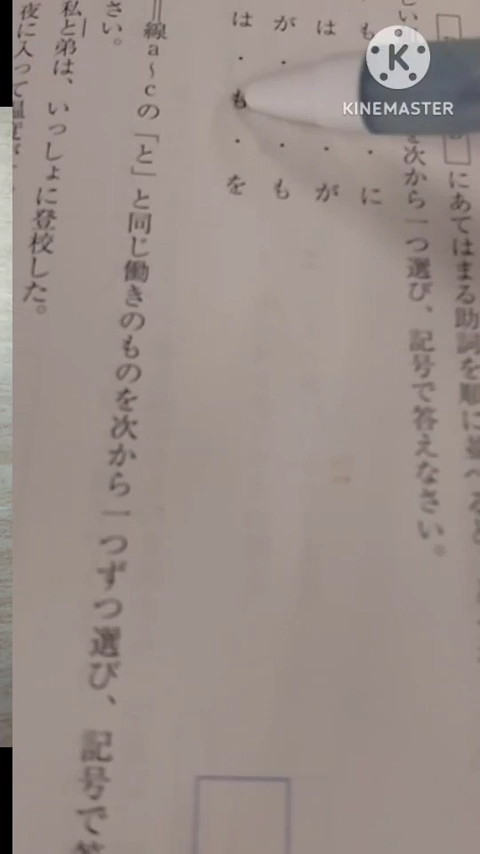 にあてはまる助詞を順に並べると
を次から一つ選び、記号で答えなさい。
も・に
は・が
が・も
は・も・を
線a～cの「と」と同じ働きのものを次から一つずつ選び、記号で答
さい。
私と弟は、いっしょに登校した。
夜に入って
KINEMASTER